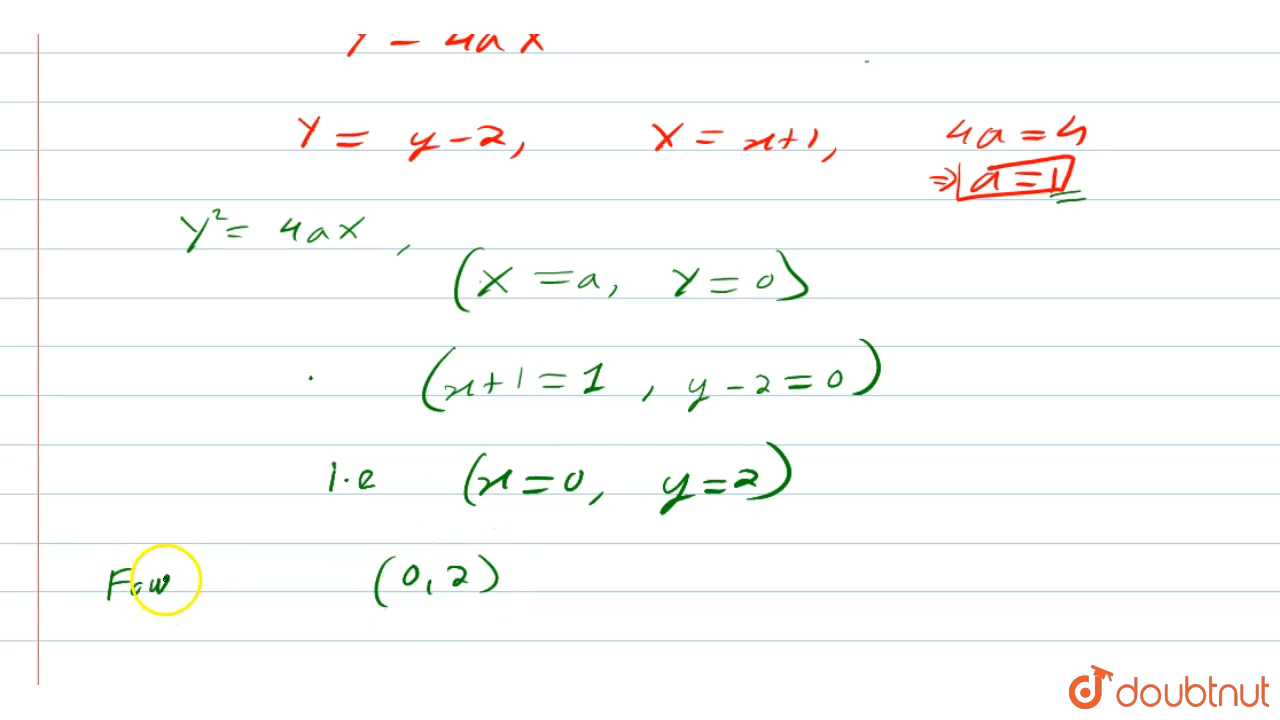 Y = y-2, X = x+1, 4a = 4
⇒ a = 1
Y² = 4aX,
(X = a, Y = 0)
(x+1 = 1, y-2 = 0)
i.e (x = 0, y = 2)
(0, 2)
doubtnut